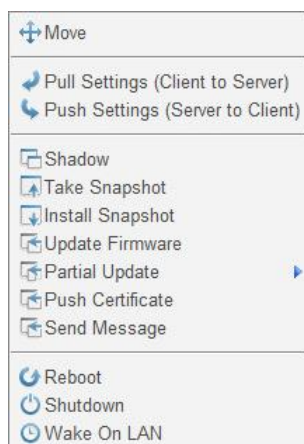 Move
Pull Settings (Client to Server)
Push Settings (Server to Client)
Shadow
Take Snapshot
Install Snapshot
Update Firmware
Partial Update
Push Certificate
Send Message
Reboot
Shutdown
Wake On LAN